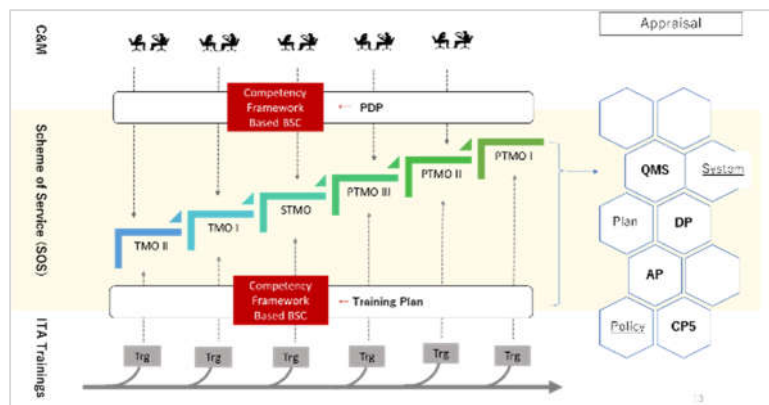 C&M
Appraisal
Competency
Framework
Based BSC
PDP
Scheme of Service (SOS)
TMO II
TMO I
STMO
PTMO III
PTMO II
PTMO I
QMS
System
Plan
DP
AP
Policy
CPS
Competency
Framework
Based BSC
Training Plan
ITA Trainings
Trg
Trg
Trg
Trg
Trg
Trg
13